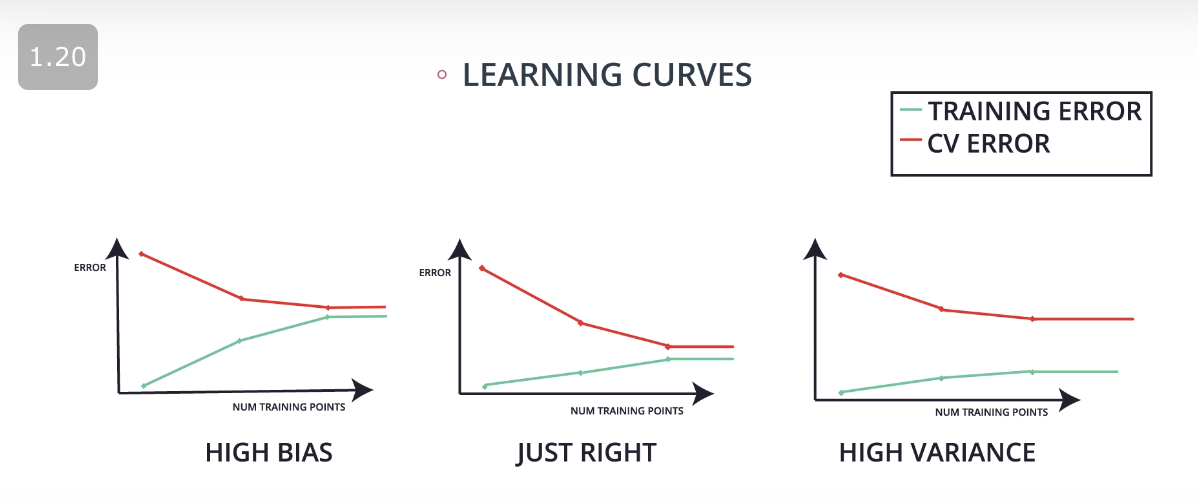 1.20
LEARNING CURVES
TRAINING ERROR
CV ERROR
ERROR
NUM TRAINING POINTS
HIGH BIAS
ERROR
NUM TRAINING POINTS
JUST RIGHT
NUM TRAINING POINTS
HIGH VARIANCE